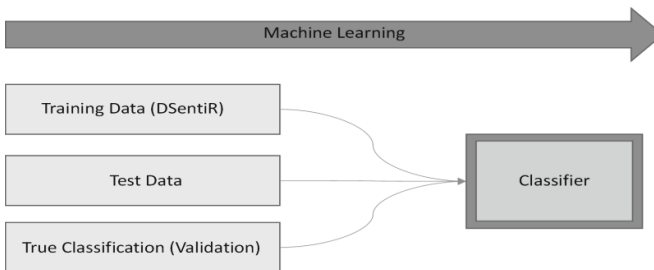 Machine Learning
Training Data (DSentiR)
Test Data
Classifier
True Classification (Validation)